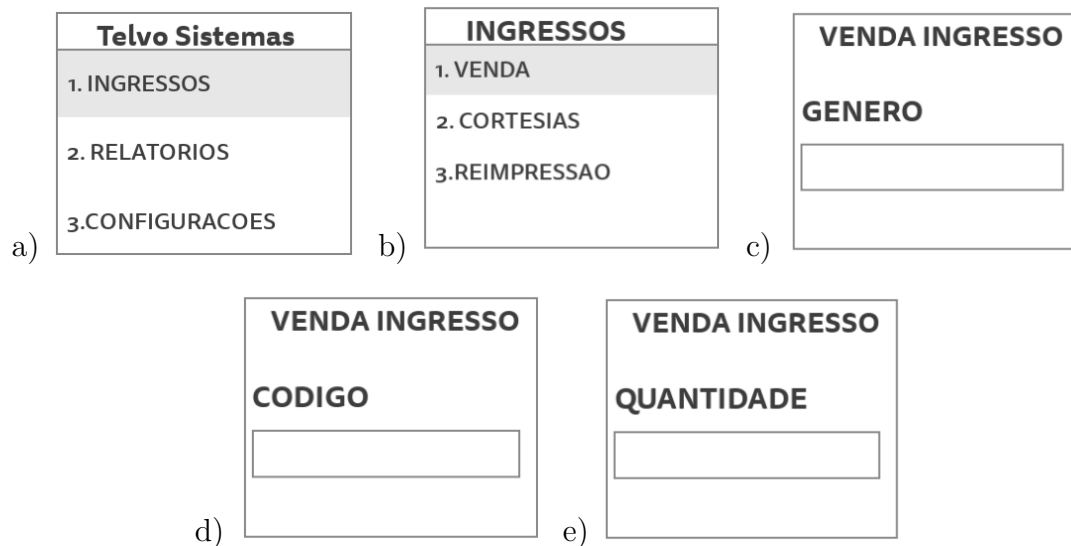 Telvo Sistemas
1. INGRESSOS
2. RELATORIOS
3.CONFIGURACOES
a)
INGRESSOS
1. VENDA
2. CORTESIAS
3.REIMPRESSAO
b)
VENDA INGRESSO
GENERO
c)
VENDA INGRESSO
CODIGO
d)
VENDA INGRESSO
QUANTIDADE
e)